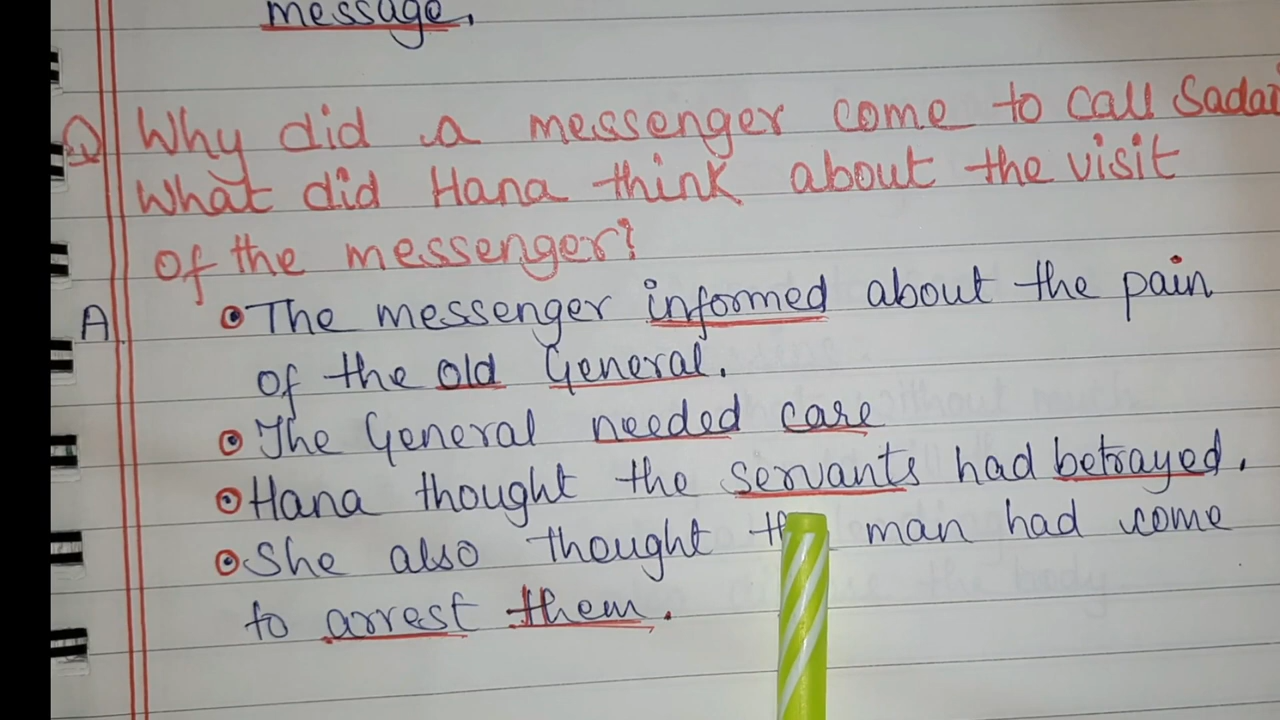 message.
Q Why did a messenger come to call Sadai
What did Hana think about the visit
of the messenger?
A. The messenger informed about the pain
of the old General.
The General needed care
Hana thought the servants had betrayed.
She also thought man had come
to arrest them.